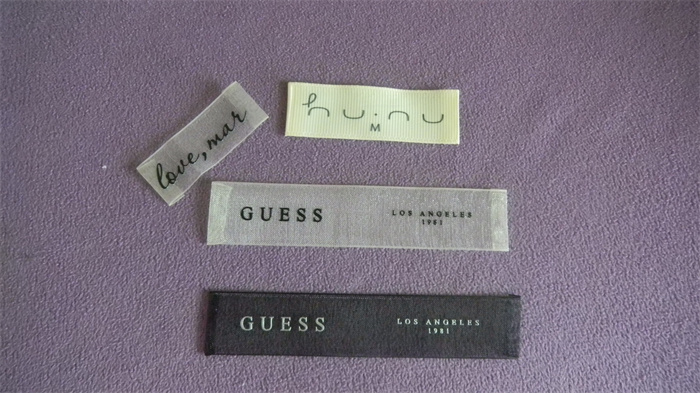 hu.nu
M
love, mar
GUESS LOS ANGELES
1981
GUESS LOS ANGELES
1981